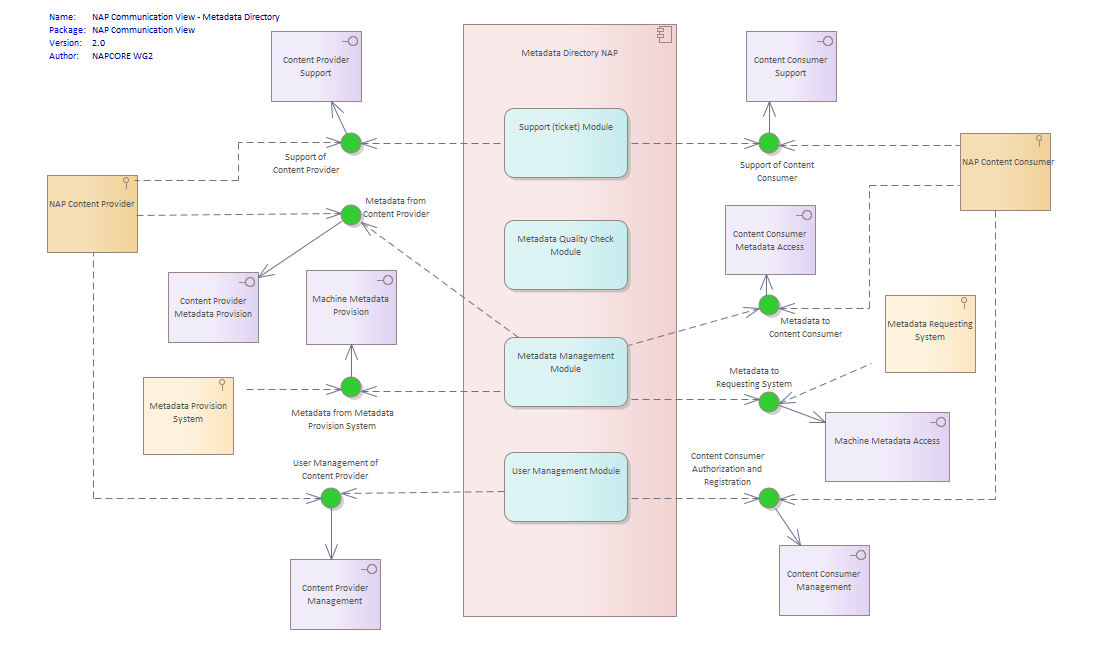 Name: NAP Communication View - Metadata Directory
Package: NAP Communication View
Version: 2.0
Author: NAPCORE WG2
Content Provider
Support
Metadata Directory NAP
Content Consumer
Support
Support (ticket) Module
Support of
Content Provider
Support of Content
Consumer
NAP Content Consumer
NAP Content Provider
Metadata from
Content Provider
Metadata Quality Check
Module
Content Consumer
Metadata Access
Content Provider
Metadata Provision
Machine Metadata
Provision
Metadata to
Content Consumer
Metadata Requesting
System
Metadata Management
Module
Metadata to
Requesting System
Metadata Provision
System
Metadata from Metadata
Provision System
Machine Metadata Access
User Management of
Content Provider
User Management Module
Content Consumer
Authorization and
Registration
Content Provider
Management
Content Consumer
Management